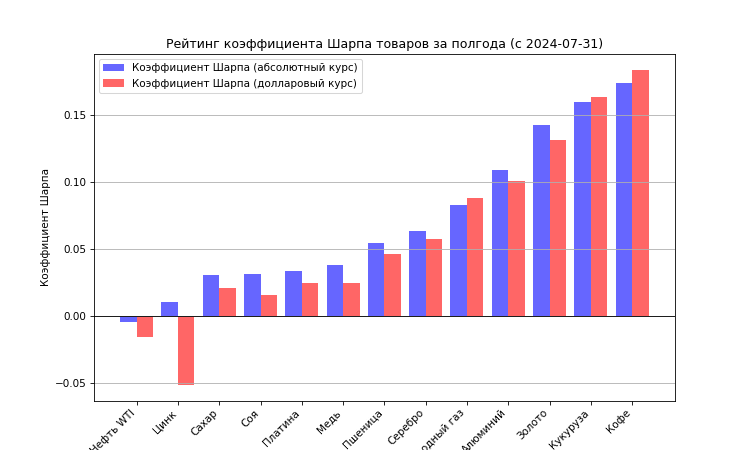 Рейтинг коэффициента Шарпа товаров за полгода (с 2024-07-31)
Коэффициент Шарпа (абсолютный курс)
Коэффициент Шарпа (долларовый курс)
Коэффициент Шарпа
0.15
0.10
0.05
0.00
−0.05
Нефть WTI
Цинк
Сахар
Соя
Платина
Медь
Пшеница
Серебро
одный газ
Алюминий
Золото
Кукуруза
Кофе